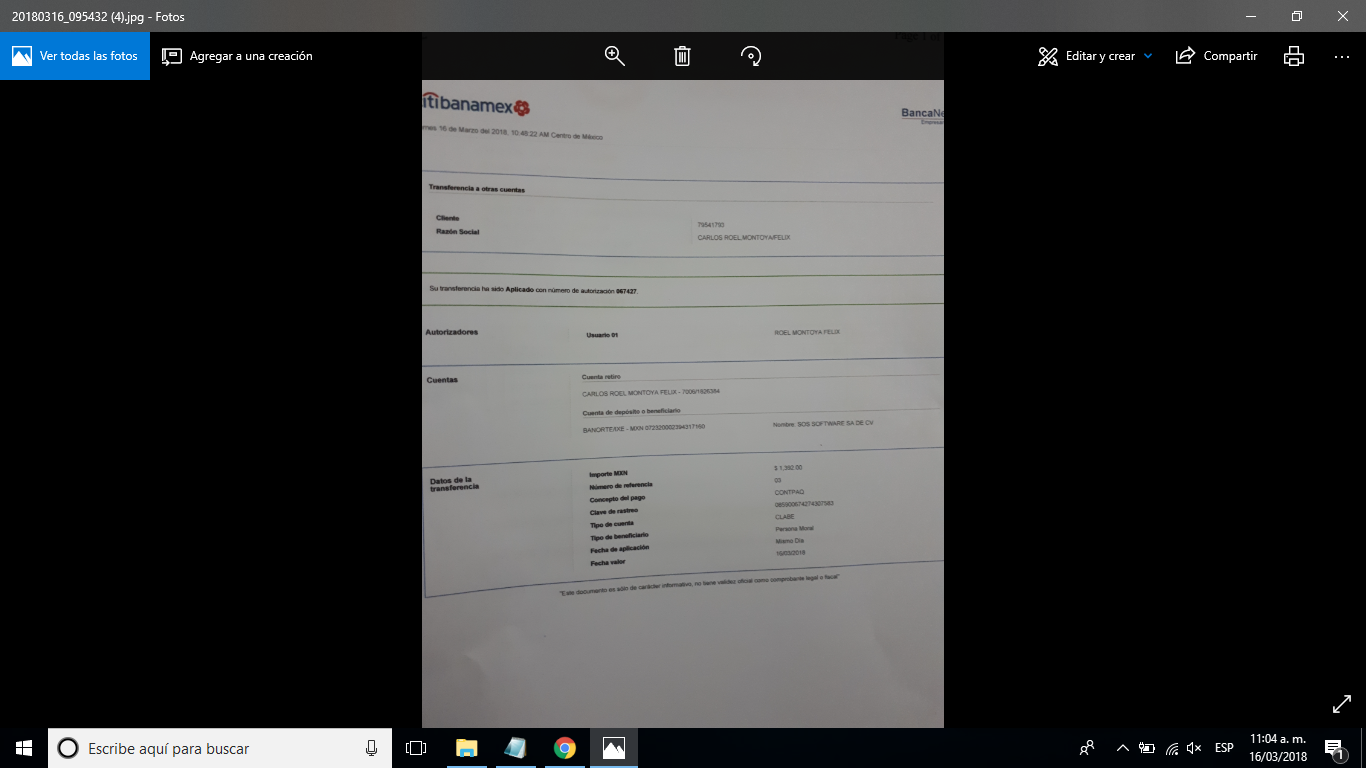 20180316_095432 (4).jpg - Fotos
Ver todas las fotos
Agregar a una creación
Editar y crear
Compartir
itibanamex
BancaNe
Empresari
rnes 16 de Marzo del 2018, 10:48:22 AM Centro de México
Transferencia a otras cuentas
Cliente 79541793
Razón Social CARLOS ROEL,MONTOYA/FELIX
Su transferencia ha sido Aplicado con número de autorización 067427.
Autorizadores Usuario 01 ROEL MONTOYA FELIX
Cuentas Cuenta retiro
CARLOS ROEL MONTOYA FELIX - 7006/1826384
Cuenta de depósito o beneficiario
BANORTE/IXE - MXN 072320002394317160 Nombre: SOS SOFTWARE SA DE CV
Datos de la transferencia
Importe MXN $ 1,392.00
Número de referencia 03
Concepto del pago CONTPAQ
Clave de rastreo
Tipo de cuenta CLABE
Tipo de beneficiario Persona Moral
Fecha de aplicación Mismo Día
Fecha valor 15/03/2018
"Este documento es sólo de carácter informativo, no tiene validez oficial como comprobante legal o fiscal"
Escribe aquí para buscar
ESP
11:04 a. m.
16/03/2018
1